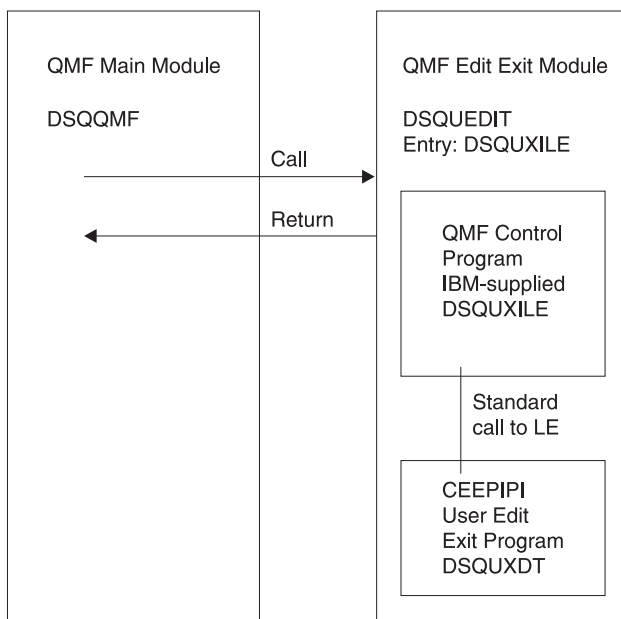 QMF Main Module
DSQQMF
Call
Return
QMF Edit Exit Module
DSQUEDIT
Entry: DSQUXILE
QMF Control
Program
IBM-supplied
DSQUXILE
Standard
call to LE
CEEPIPI
User Edit
Exit Program
DSQUXDT